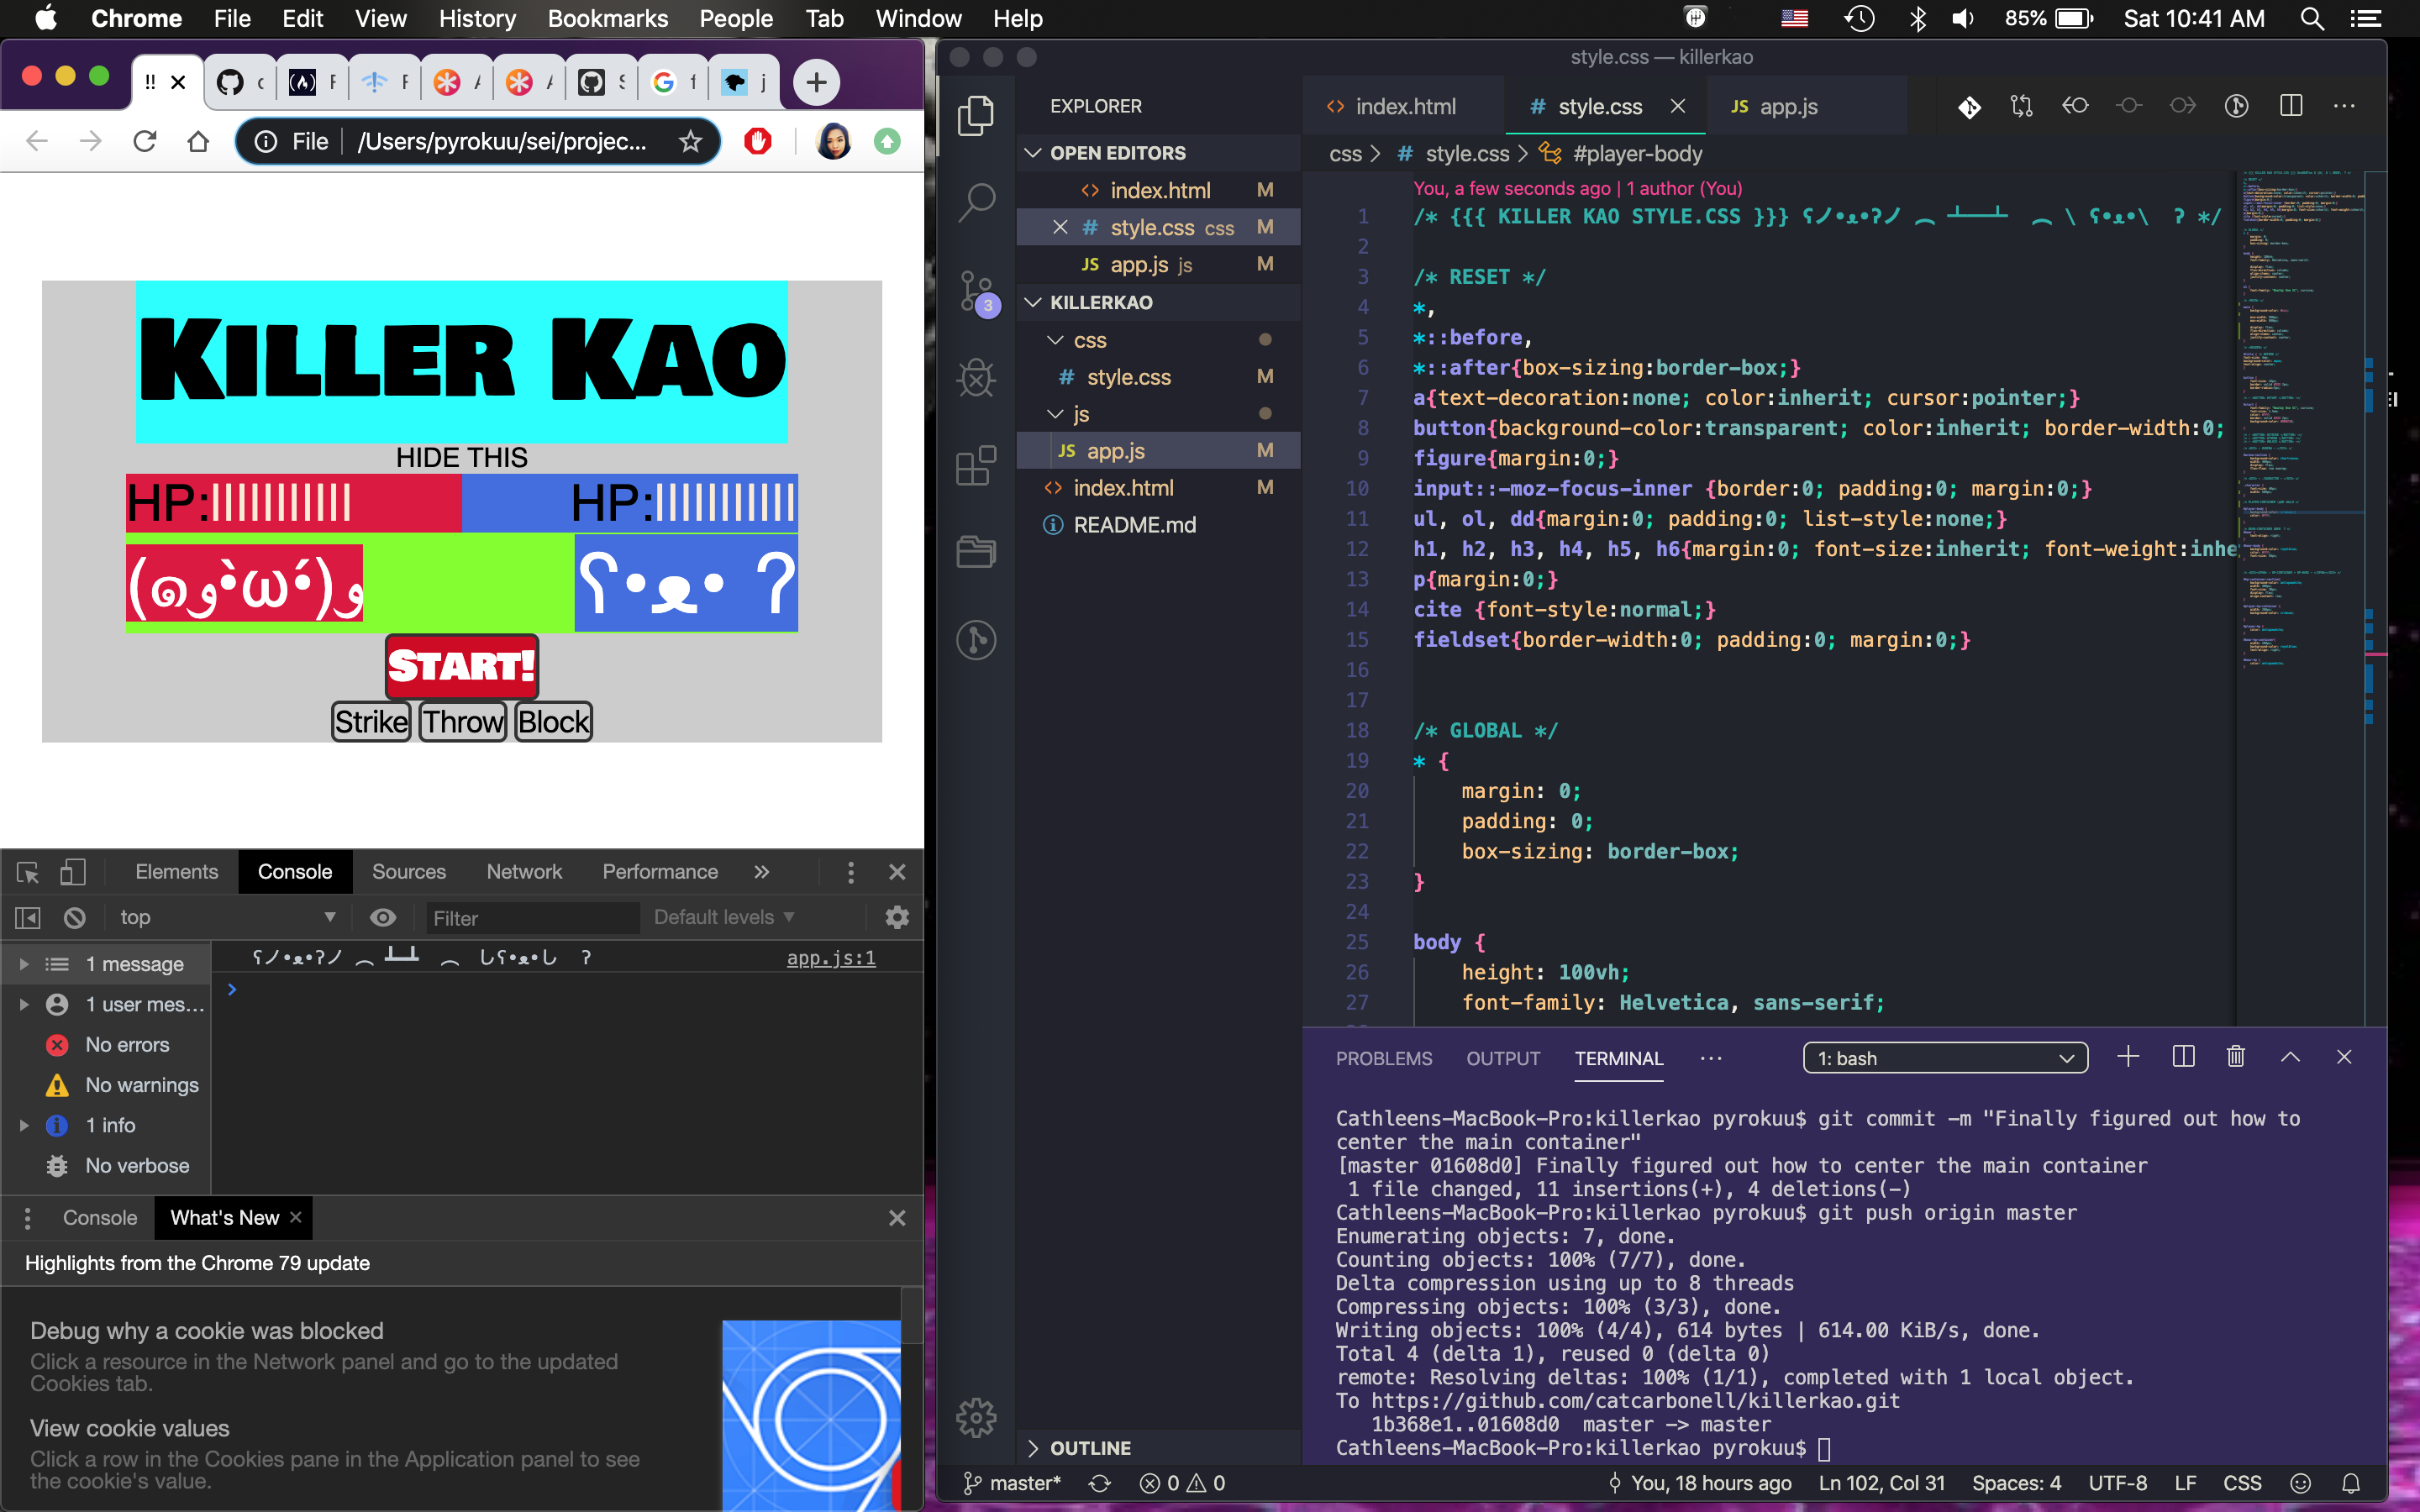 Chrome File Edit View History Bookmarks People Tab Window Help
85% Sat 10:41 AM
!!
File /Users/pyrokuu/sei/projec...
Killer Kao
HIDE THIS
HP:||||||||||| HP:|||||||||||
(๑و•̀ω•́)و ʕ•ᴥ• ʔ
Start!
Strike Throw Block
Elements Console Sources Network Performance »
top Filter Default levels
1 message
ʕノ•ᴥ•ʔノ ︵ ┻┻ ︵ しʕ•ᴥ•し ʔ app.js:1
1 user mes...
No errors
No warnings
1 info
No verbose
Console What's New
Highlights from the Chrome 79 update
Debug why a cookie was blocked
Click a resource in the Network panel and go to the updated
Cookies tab.
View cookie values
Click a row in the Cookies pane in the Application panel to see
the cookie's value.
style.css — killerkao
EXPLORER
OPEN EDITORS
index.html M
style.css css M
app.js js M
KILLERKAO
css
style.css M
js
app.js M
index.html M
README.md
3
OUTLINE
index.html style.css app.js
css > style.css > #player-body
You, a few seconds ago | 1 author (You)
1 /* {{{ KILLER KAO STYLE.CSS }}} ʕノ•ᴥ•ʔノ ︵ ┻━┻ ︵ \ ʕ•ᴥ•\ ʔ */
2
3 /* RESET */
4 *,
5 *::before,
6 *::after{box-sizing:border-box;}
7 a{text-decoration:none; color:inherit; cursor:pointer;}
8 button{background-color:transparent; color:inherit; border-width:0;
9 figure{margin:0;}
10 input::-moz-focus-inner {border:0; padding:0; margin:0;}
11 ul, ol, dd{margin:0; padding:0; list-style:none;}
12 h1, h2, h3, h4, h5, h6{margin:0; font-size:inherit; font-weight:inhe
13 p{margin:0;}
14 cite {font-style:normal;}
15 fieldset{border-width:0; padding:0; margin:0;}
16
17
18 /* GLOBAL */
19 * {
20 margin: 0;
21 padding: 0;
22 box-sizing: border-box;
23 }
24
25 body {
26 height: 100vh;
27 font-family: Helvetica, sans-serif;
PROBLEMS OUTPUT TERMINAL ... 1: bash
Cathleens-MacBook-Pro:killerkao pyrokuu$ git commit -m "Finally figured out how to
center the main container"
[master 01608d0] Finally figured out how to center the main container
1 file changed, 11 insertions(+), 4 deletions(-)
Cathleens-MacBook-Pro:killerkao pyrokuu$ git push origin master
Enumerating objects: 7, done.
Counting objects: 100% (7/7), done.
Delta compression using up to 8 threads
Compressing objects: 100% (3/3), done.
Writing objects: 100% (4/4), 614 bytes | 614.00 KiB/s, done.
Total 4 (delta 1), reused 0 (delta 0)
remote: Resolving deltas: 100% (1/1), completed with 1 local object.
To https://github.com/catcarbonell/killerkao.git
1b368e1..01608d0 master -> master
Cathleens-MacBook-Pro:killerkao pyrokuu$
master* 0 0 You, 18 hours ago Ln 102, Col 31 Spaces: 4 UTF-8 LF CSS